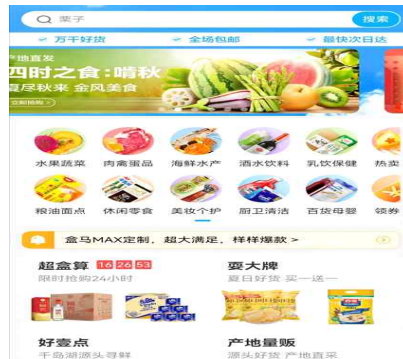 栗子
搜索
万千好货 全场包邮 最快次日达
产地直发
四时之食:啃秋
夏尽秋来 金风美食
立即抢购 >
水果蔬菜 肉禽蛋品 海鲜水产 酒水饮料 乳饮保健 热卖
粮油面点 休闲零食 美妆个护 厨卫清洁 百货母婴 领券
盒马MAX定制，超大满足，样样爆款 >
超盒算 16 26 53 耍大牌
限时抢购24小时 夏日好货 买一送一
好壹点 产地量贩
千岛湖源头寻鲜 源头好货 产地直采